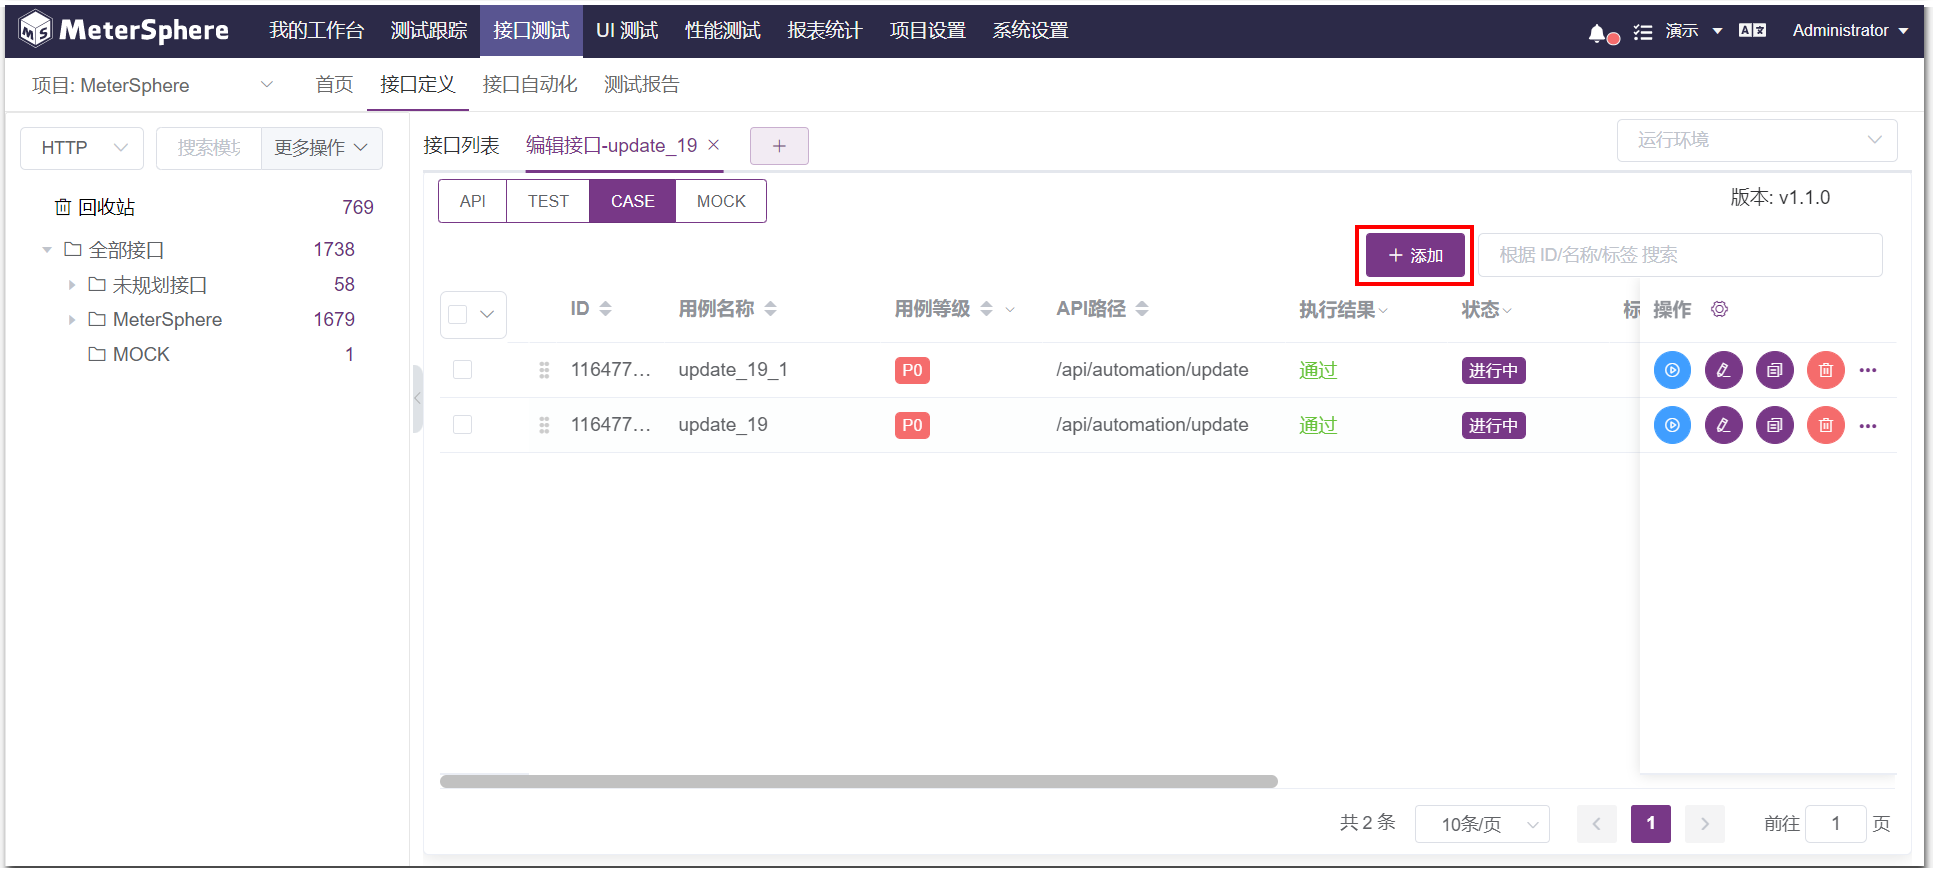 MeterSphere 我的工作台 测试跟踪 接口测试 UI 测试 性能测试 报表统计 项目设置 系统设置 演示 Administrator
项目: MeterSphere 首页 接口定义 接口自动化 测试报告
HTTP 搜索模块 更多操作
回收站 769
全部接口 1738
未规划接口 58
MeterSphere 1679
MOCK 1
接口列表 编辑接口-update_19 运行环境
API TEST CASE MOCK 版本: v1.1.0
添加 根据 ID/名称/标签 搜索
ID 用例名称 用例等级 API路径 执行结果 状态 标 操作
116477... update_19_1 P0 /api/automation/update 通过 进行中
116477... update_19 P0 /api/automation/update 通过 进行中
共 2 条 10条/页 1 前往 1 页